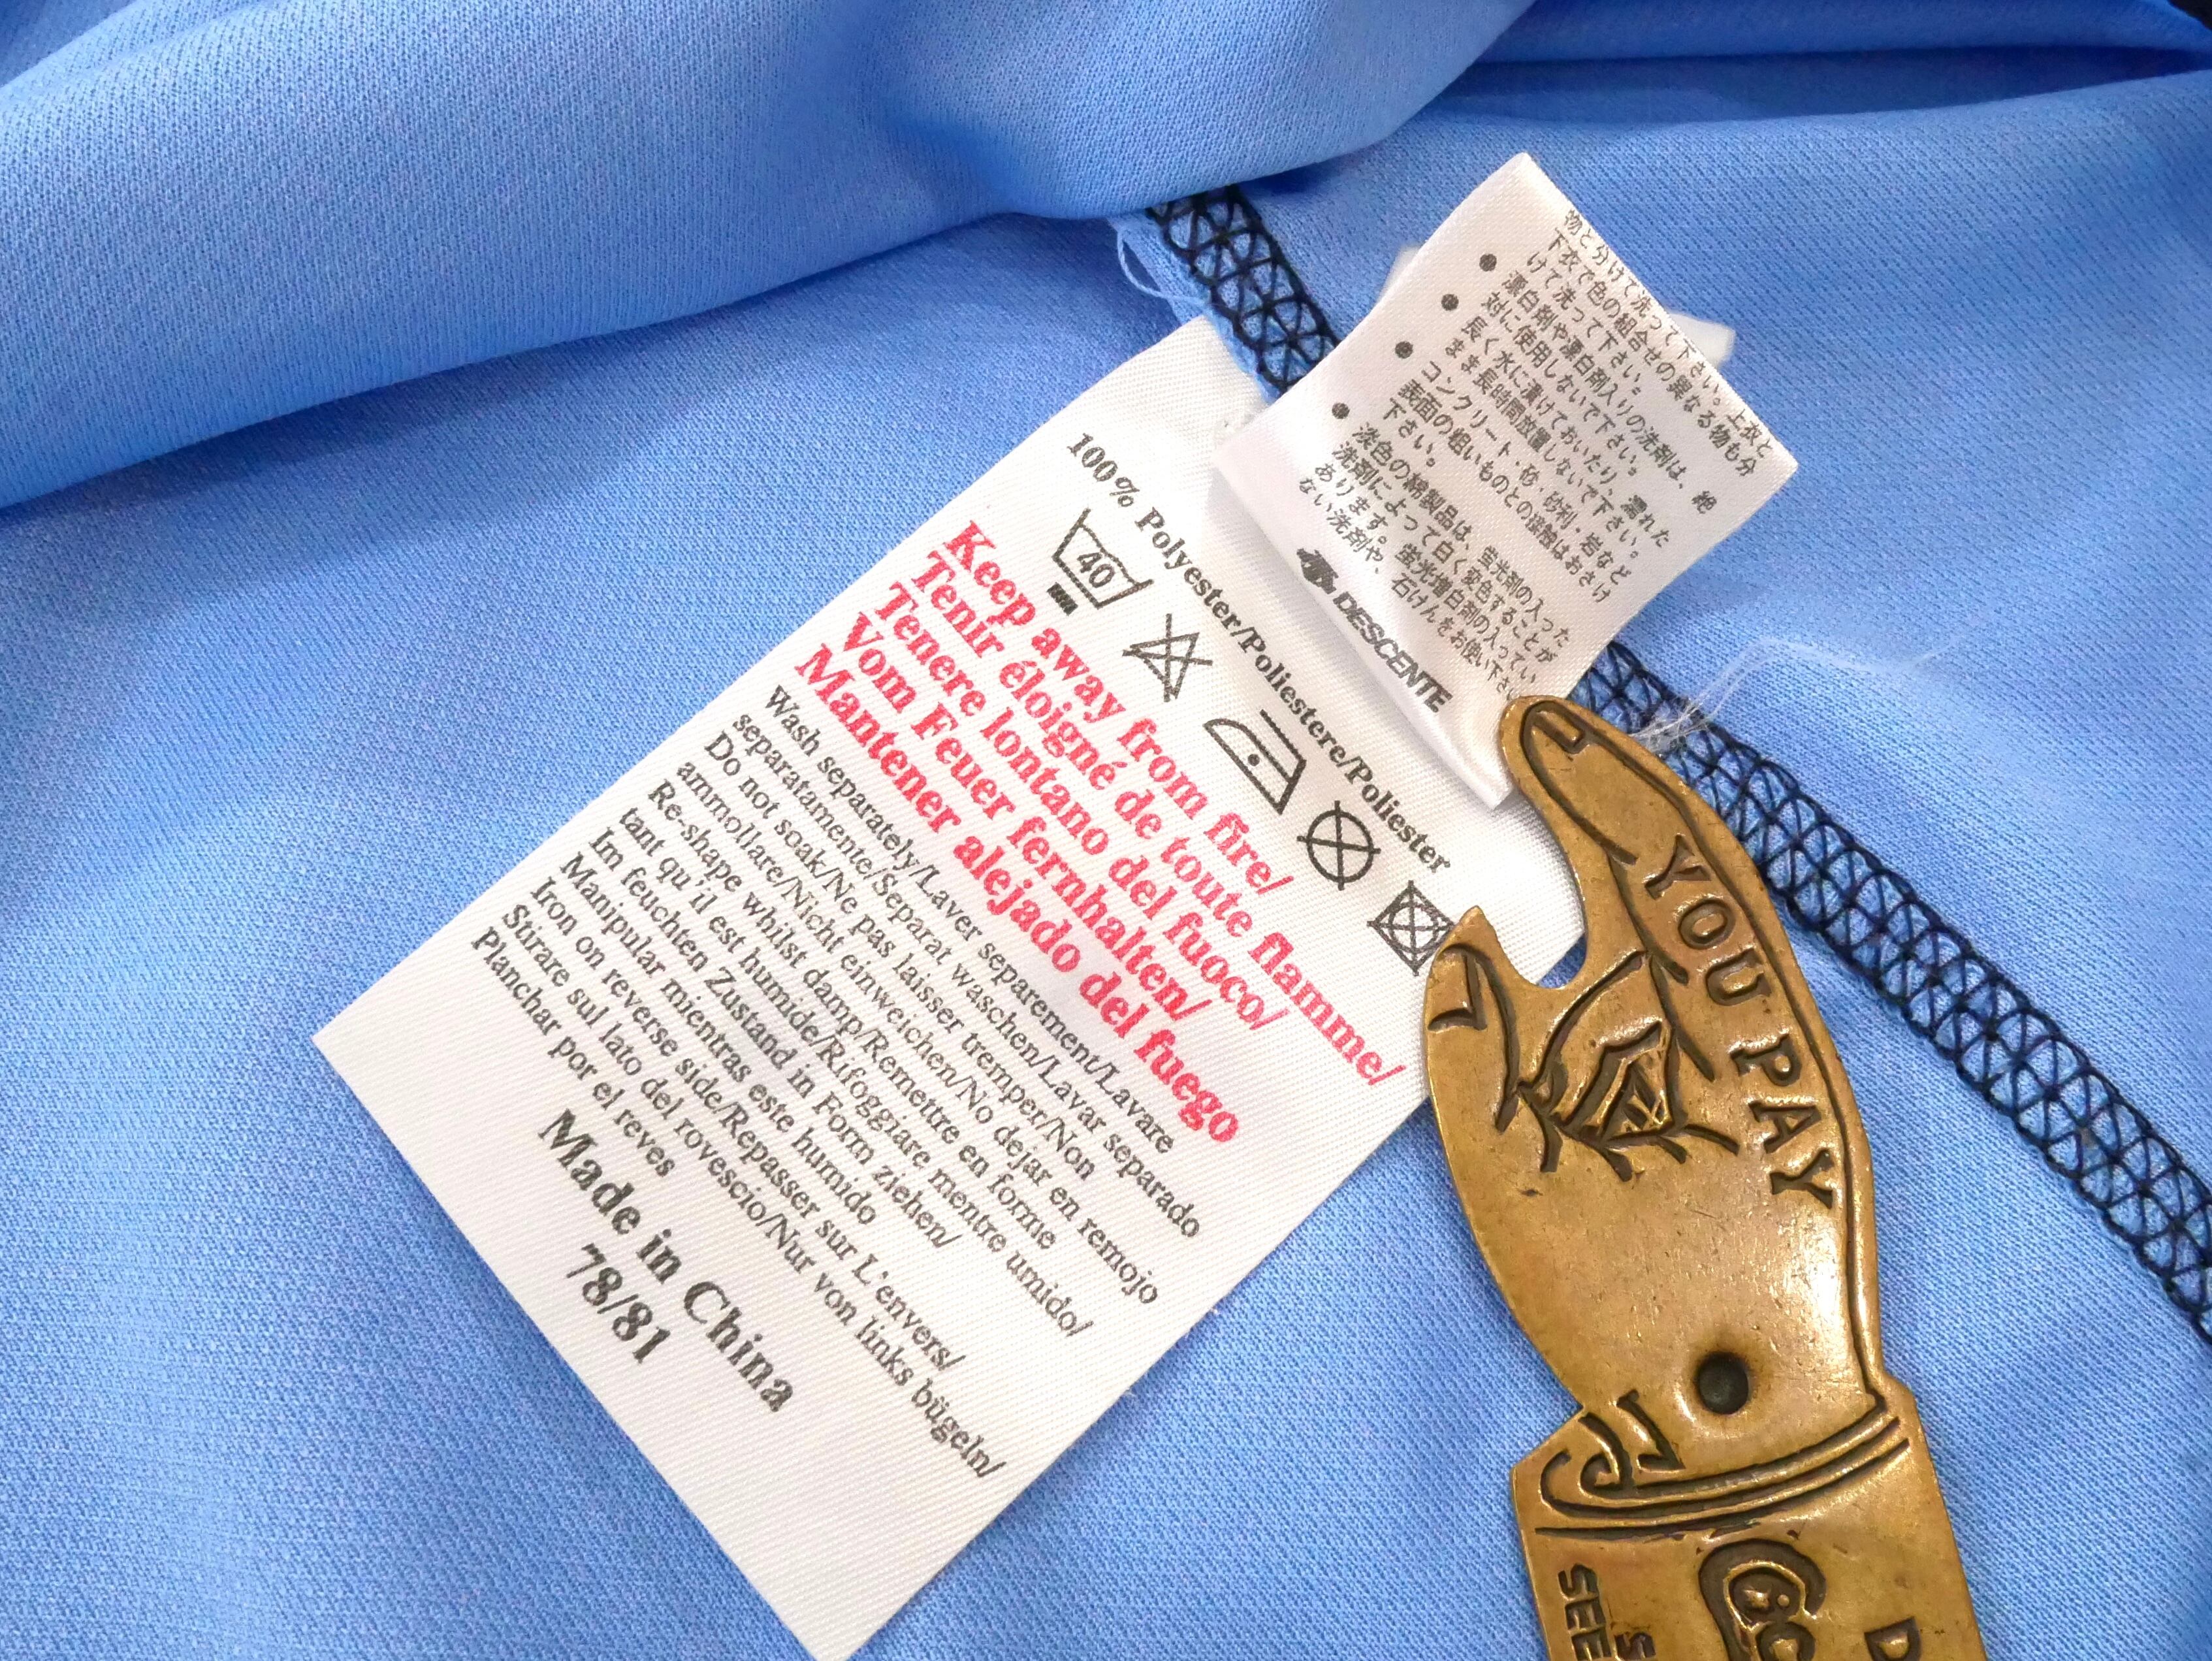 100% Polyester/Poliestere/Poliester
40
Keep away from fire/
Tenir éloigné de toute flamme/
Tenere lontano del fuoco/
Vom Feuer fernhalten/
Mantener alejado del fuego
Wash separately/Laver separement/Lavare
separatamente/Separat waschen/Lavar separado
Do not soak/Ne pas laisser tremper/Non
ammollare/Nicht einweichen/No dejar en remojo
Re-shape whilst damp/Remettre en forme
tant qu'il est humide/Rifoggiare mentre umido/
Im feuchten Zustand in Form ziehen/
Manipular mientras este humido
Iron on reverse side/Repasser sur L'envers/
Stirare sul lato del rovescio/Nur von links bügeln/
Planchar por el reves
Made in China
78/81
物と分けて洗って下さい。上衣と
下衣で色の組合せの異なる物も分
けて洗って下さい。
● 漂白剤や漂白剤入りの洗剤は、絶
対に使用しないで下さい。
● 長く水に漬けておいたり、濡れた
まま長時間放置しないで下さい。
● コンクリート・砂・砂利・岩など
表面の粗いものとの接触はおさけ
下さい。
● 淡色の綿製品は、蛍光剤の入った
洗剤によって白く変色することが
あります。蛍光増白剤の入ってい
ない洗剤や、石けんをお使い下さい
DESCENTE
YOU PAY
SEE